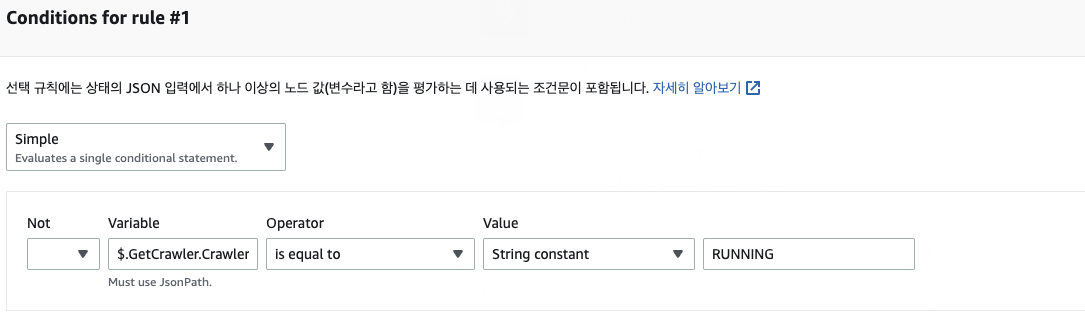 Conditions for rule #1
선택 규칙에는 상태의 JSON 입력에서 하나 이상의 노드 값(변수라고 함)을 평가하는 데 사용되는 조건문이 포함됩니다. 자세히 알아보기
Simple
Evaluates a single conditional statement.
Not Variable Operator Value
$.GetCrawler.Crawler is equal to String constant RUNNING
Must use JsonPath.